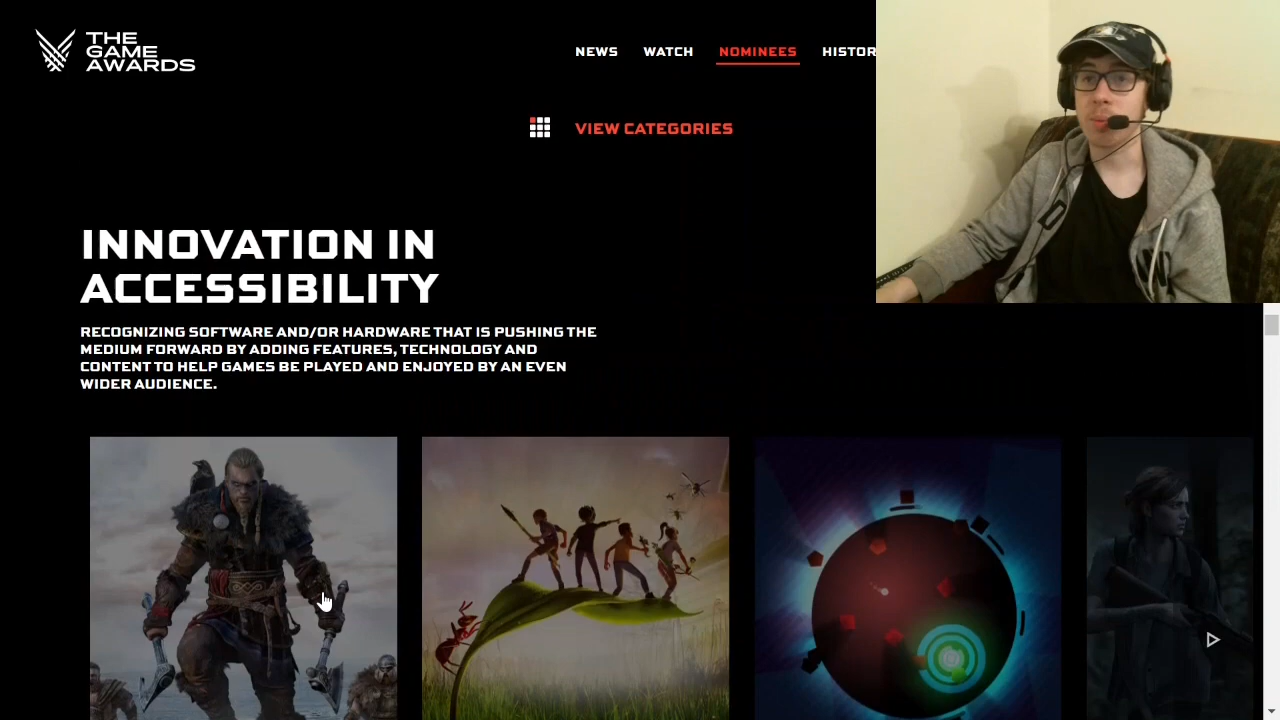 THE
GAME
AWARDS
NEWS WATCH NOMINEES HISTOR
VIEW CATEGORIES
INNOVATION IN
ACCESSIBILITY
RECOGNIZING SOFTWARE AND/OR HARDWARE THAT IS PUSHING THE
MEDIUM FORWARD BY ADDING FEATURES, TECHNOLOGY AND
CONTENT TO HELP GAMES BE PLAYED AND ENJOYED BY AN EVEN
WIDER AUDIENCE.